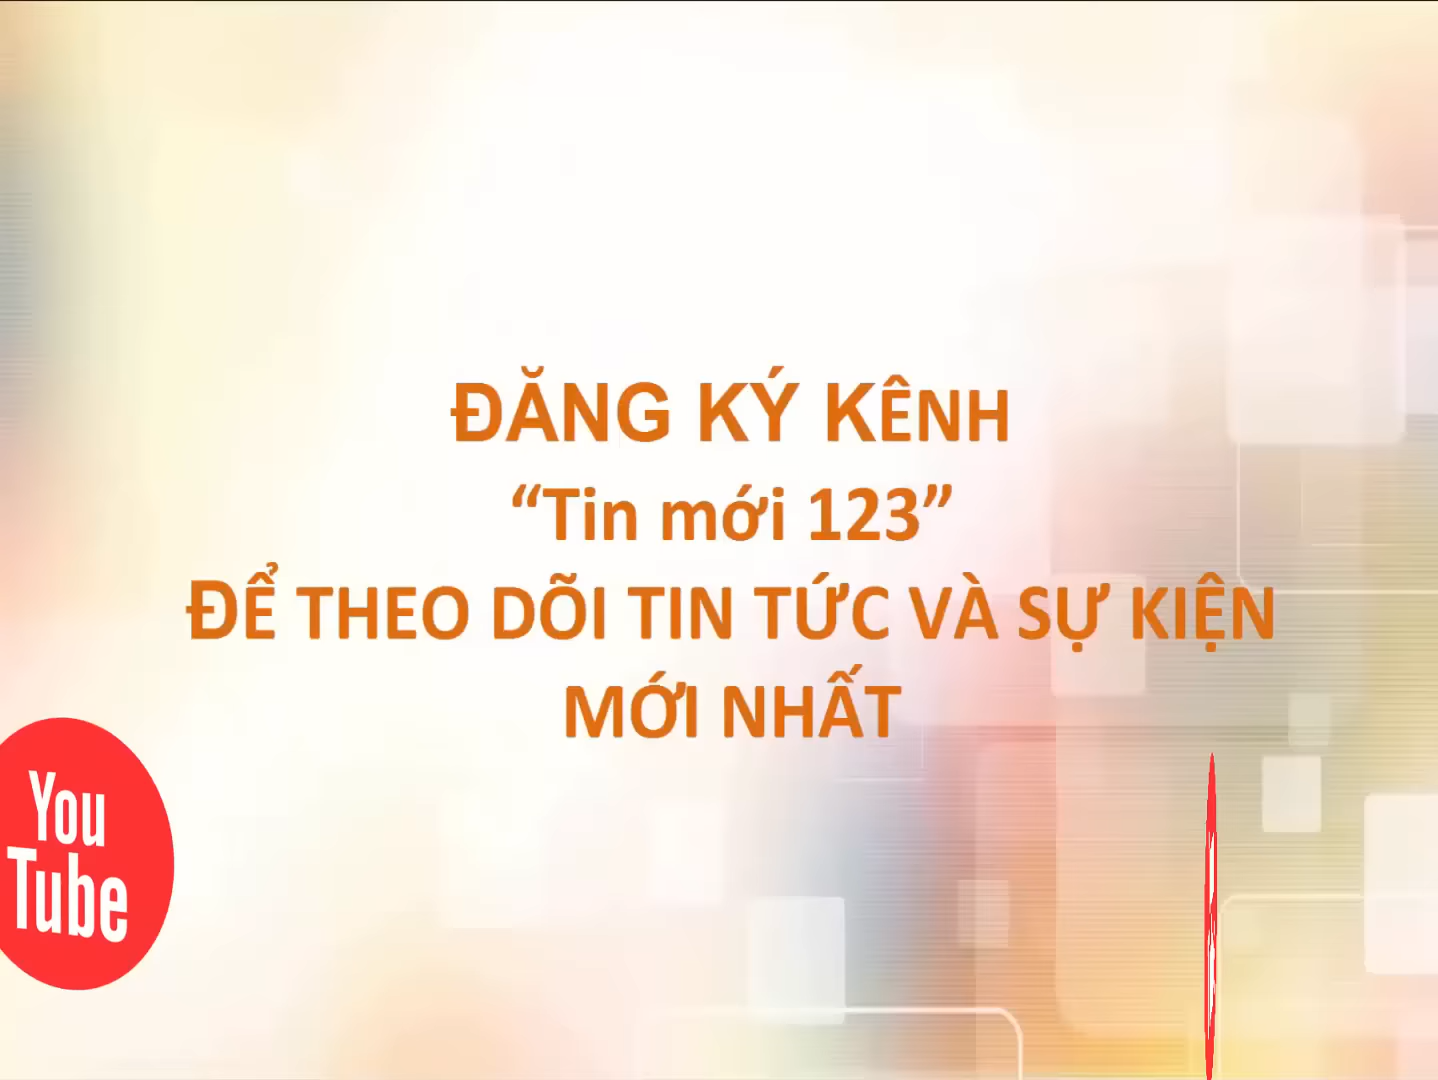 ĐĂNG KÝ KÊNH
“Tin mới 123”
ĐỂ THEO DÕI TIN TỨC VÀ SỰ KIỆN
MỚI NHẤT
You
Tube